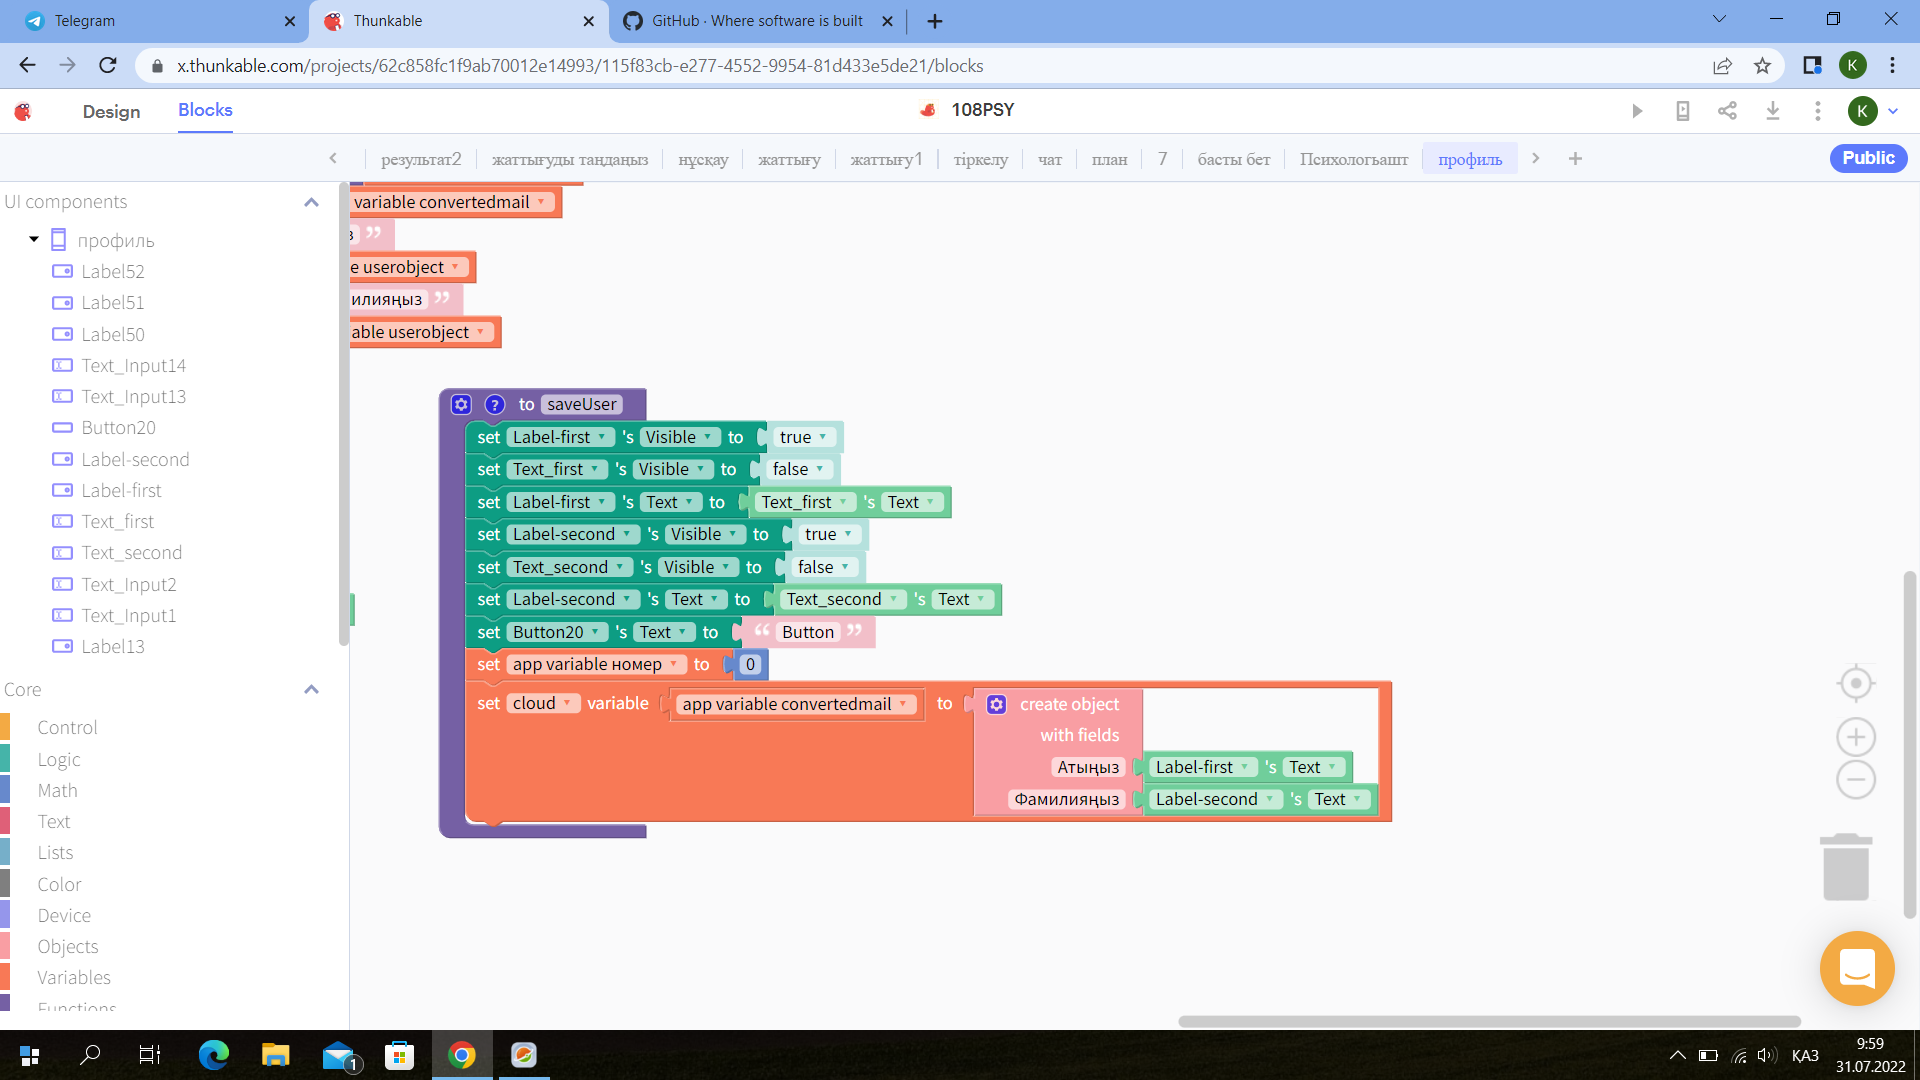 Telegram
Thunkable
GitHub · Where software is built
x.thunkable.com/projects/62c858fc1f9ab70012e14993/115f83cb-e277-4552-9954-81d433e5de21/blocks
K
Design
Blocks
108PSY
K
результат2
жаттығуды таңдаңыз
нұсқау
жаттығу
жаттығу1
тіркелу
чат
план
7
басты бет
Психологъашт
профиль
Public
UI components
профиль
Label52
Label51
Label50
Text_Input14
Text_Input13
Button20
Label-second
Label-first
Text_first
Text_second
Text_Input2
Text_Input1
Label13
Core
Control
Logic
Math
Text
Lists
Color
Device
Objects
Variables
Functions
variable convertedmail
з ”
e userobject
илияңыз ”
able userobject
? to saveUser
set Label-first 's Visible to true
set Text_first 's Visible to false
set Label-first 's Text to Text_first 's Text
set Label-second 's Visible to true
set Text_second 's Visible to false
set Label-second 's Text to Text_second 's Text
set Button20 's Text to “ Button ”
set app variable номер to 0
set cloud variable app variable convertedmail to create object
with fields
Атыңыз Label-first 's Text
Фамилияңыз Label-second 's Text
1
ҚАЗ
9:59
31.07.2022